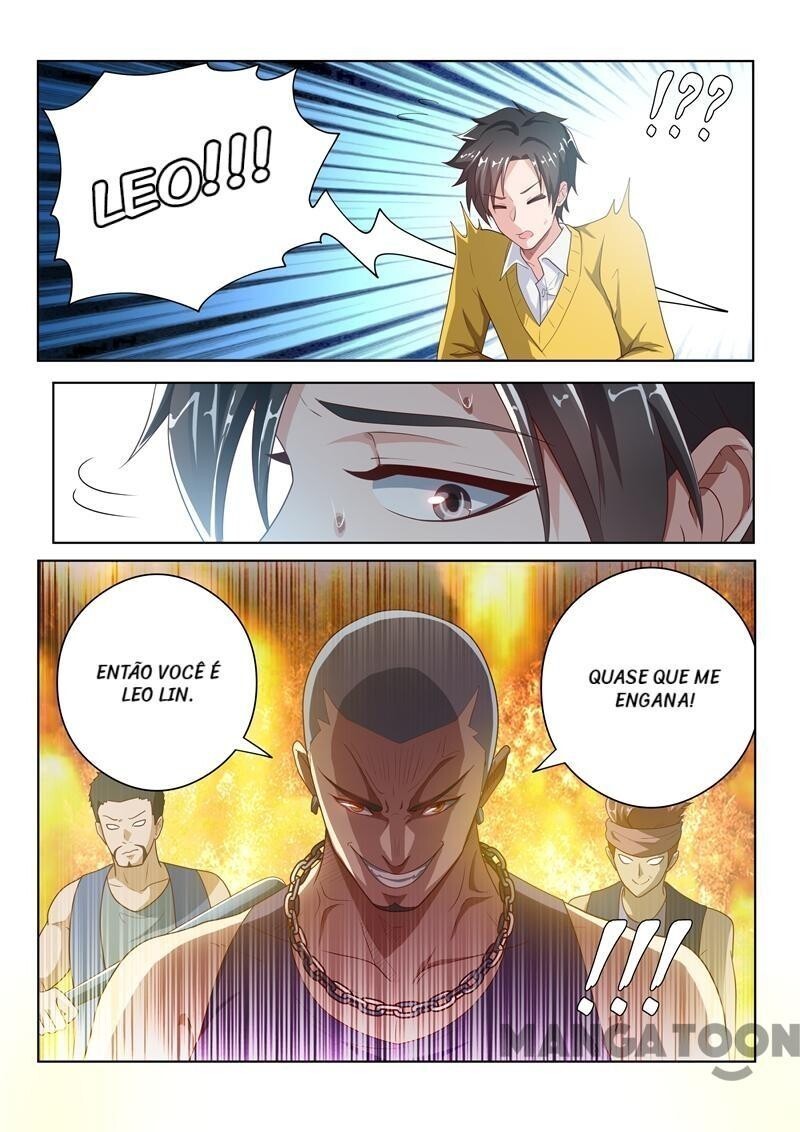 LEO!!!
!??
ENTÃO VOCÊ É
LEO LIN.
QUASE QUE ME
ENGANA!
!!!
MANGATOON